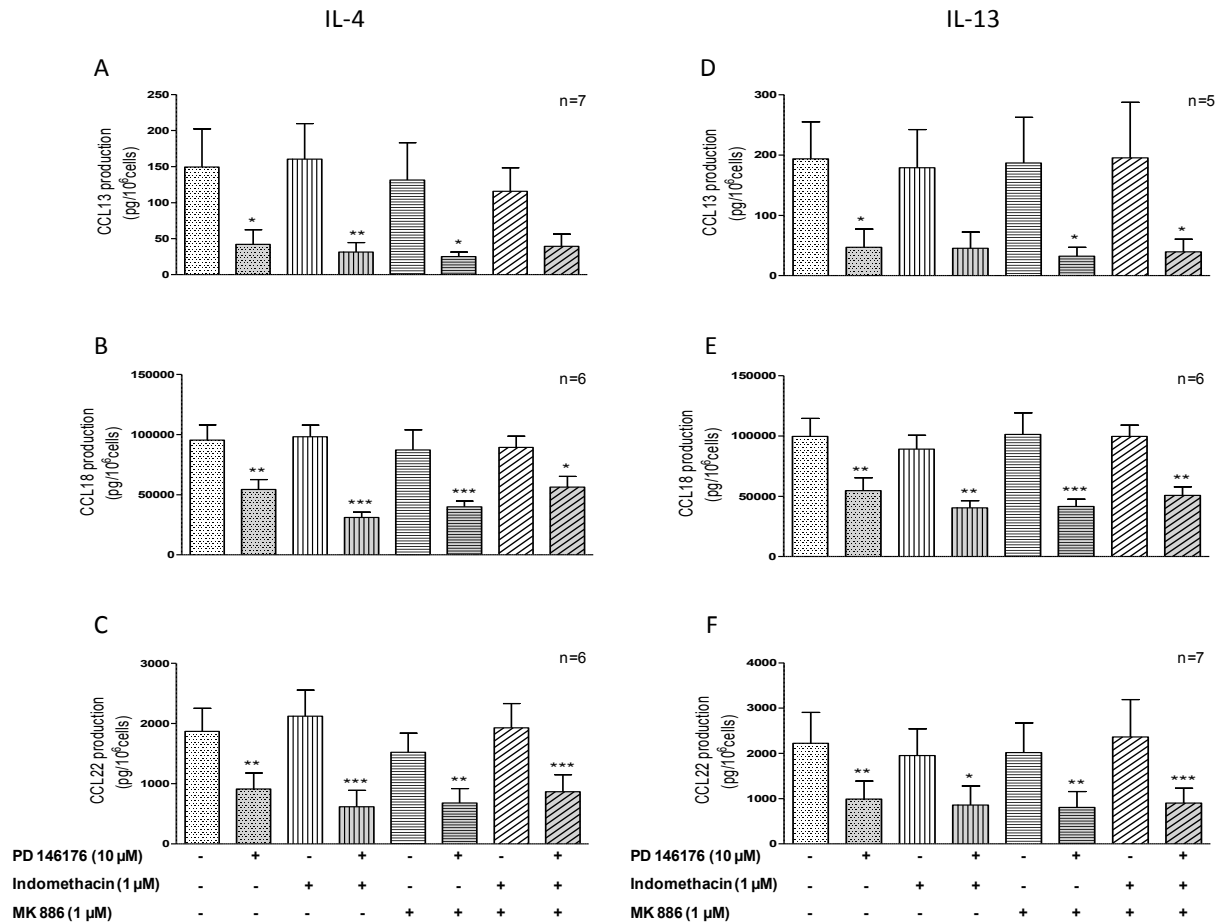 IL-4
IL-13
A
n=7
CCL13 production
(pg/10⁶cells)
250
200
150
100
50
0
*
**
*
D
n=5
CCL13 production
(pg/10⁶cells)
300
200
100
0
*
*
*
B
n=6
CCL18 production
(pg/10⁶cells)
150000
100000
50000
0
**
***
***
*
E
n=6
CCL18 production
(pg/10⁶cells)
150000
100000
50000
0
**
**
***
**
C
n=6
CCL22 production
(pg/10⁶cells)
3000
2000
1000
0
**
***
**
***
F
n=7
CCL22 production
(pg/10⁶cells)
4000
3000
2000
1000
0
**
*
**
***
PD 146176 (10 µM) - + - + - + - +
Indomethacin (1 µM) - - + + - - + +
MK 886 (1 µM) - - - - + + + +
PD 146176 (10 µM) - + - + - + - +
Indomethacin (1 µM) - - + + - - + +
MK 886 (1 µM) - - - - + + + +